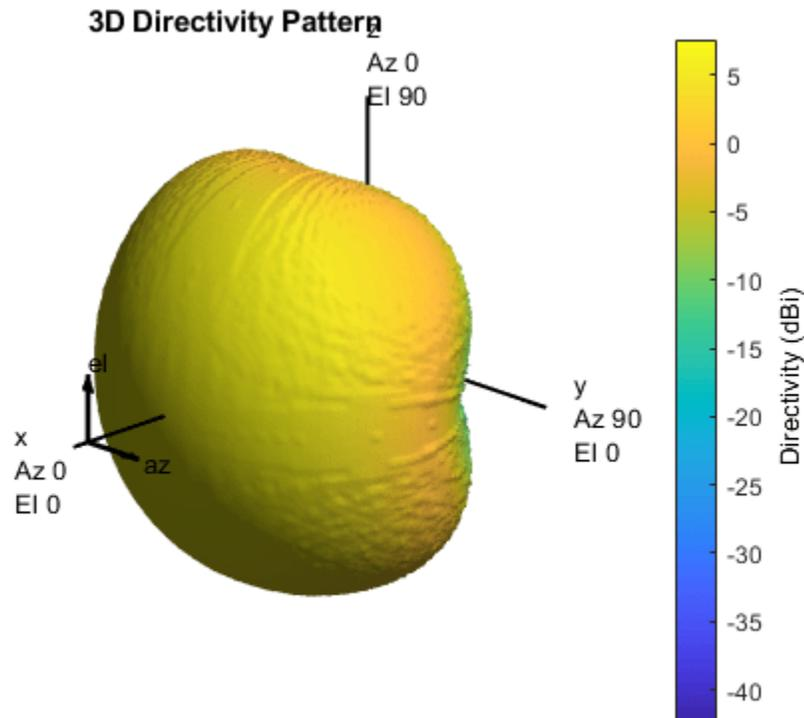 3D Directivity Pattern
z
Az 0
El 90
el
x
Az 0
El 0
az
y
Az 90
El 0
5
0
-5
-10
-15
-20
-25
-30
-35
-40
Directivity (dBi)